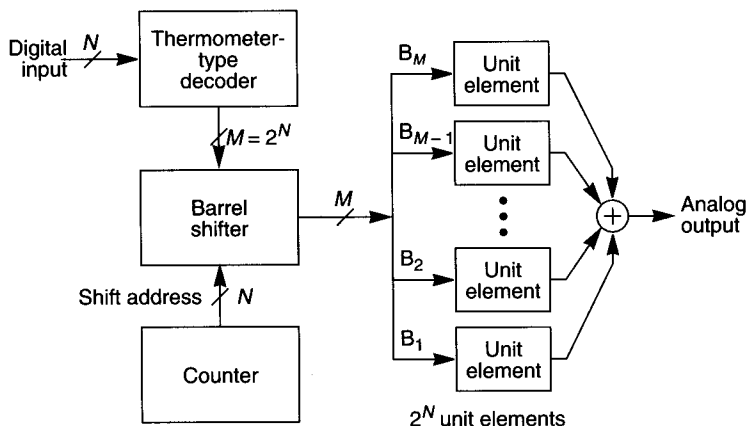 Digital
input
N
Thermometer-
type
decoder
M = 2^N
Barrel
shifter
M
Shift address
N
Counter
B_M
Unit
element
B_{M-1}
Unit
element
B_2
Unit
element
B_1
Unit
element
+
Analog
output
2^N unit elements